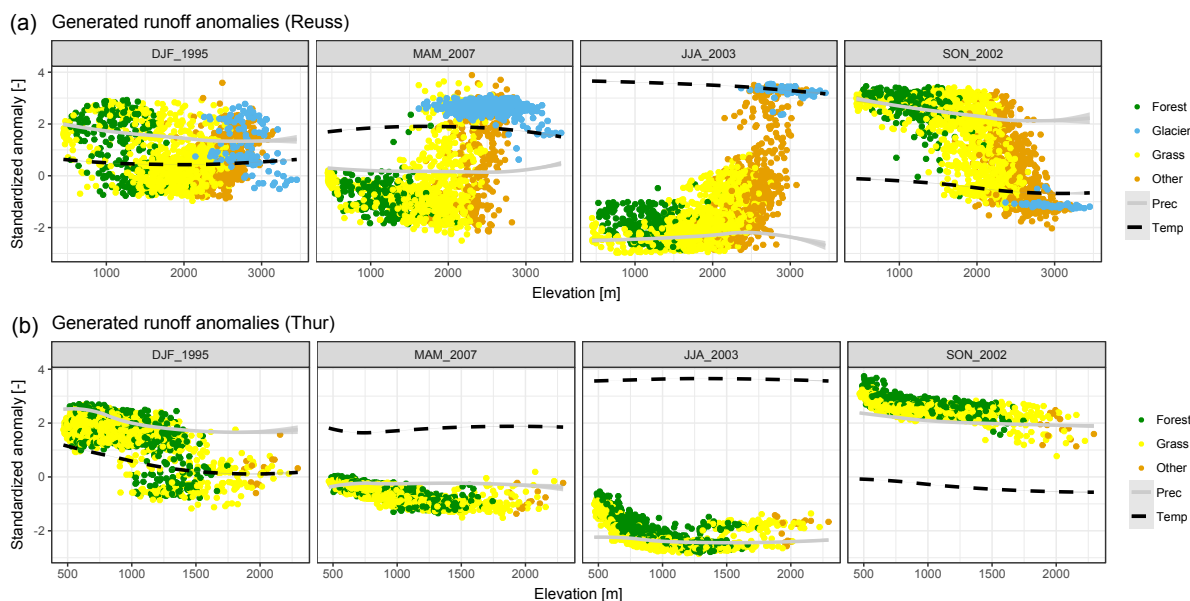 (a) Generated runoff anomalies (Reuss)
DJF_1995 MAM_2007 JJA_2003 SON_2002
Standardized anomaly [-]
4
2
0
-2
Forest
Glacier
Grass
Other
Prec
Temp
1000 2000 3000 1000 2000 3000 1000 2000 3000 1000 2000 3000
Elevation [m]
(b) Generated runoff anomalies (Thur)
DJF_1995 MAM_2007 JJA_2003 SON_2002
Standardized anomaly [-]
4
2
0
-2
Forest
Grass
Other
Prec
Temp
500 1000 1500 2000 500 1000 1500 2000 500 1000 1500 2000 500 1000 1500 2000
Elevation [m]